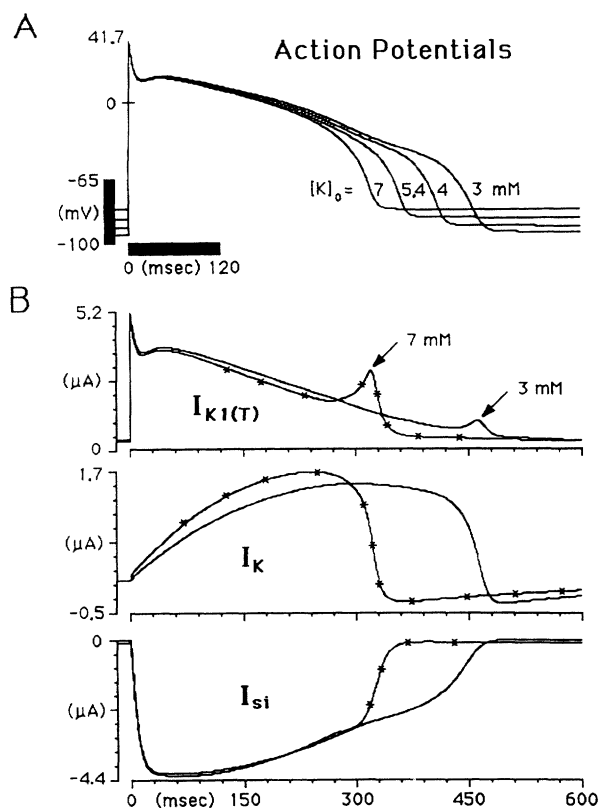 A
41.7
Action Potentials
0
-65
(mV)
-100
[K]o = 7 5.4 4 3 mM
0 (msec) 120
B
5.2
(μA)
0
7 mM
3 mM
IK1(T)
1.7
(μA)
-0.5
IK
0
(μA)
-4.4
Isi
0 (msec) 150 300 450 600